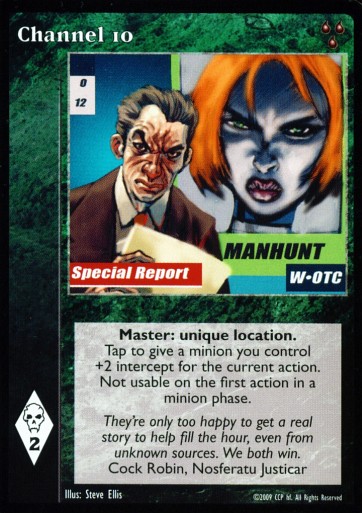 Channel 10
0
12
MANHUNT
Special Report
W•OTC
Master: unique location.
Tap to give a minion you control
+2 intercept for the current action.
Not usable on the first action in a
minion phase.
They're only too happy to get a real
story to help fill the hour, even from
unknown sources. We both win.
Cock Robin, Nosferatu Justicar
2
Illus: Steve Ellis
©2009 CCP hf. All Rights Reserved